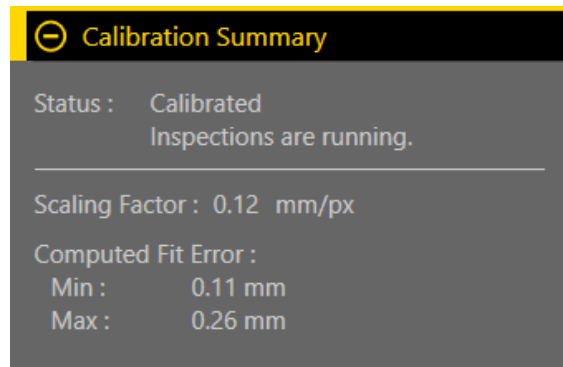 Calibration Summary
Status : Calibrated
Inspections are running.
Scaling Factor : 0.12 mm/px
Computed Fit Error :
Min : 0.11 mm
Max : 0.26 mm